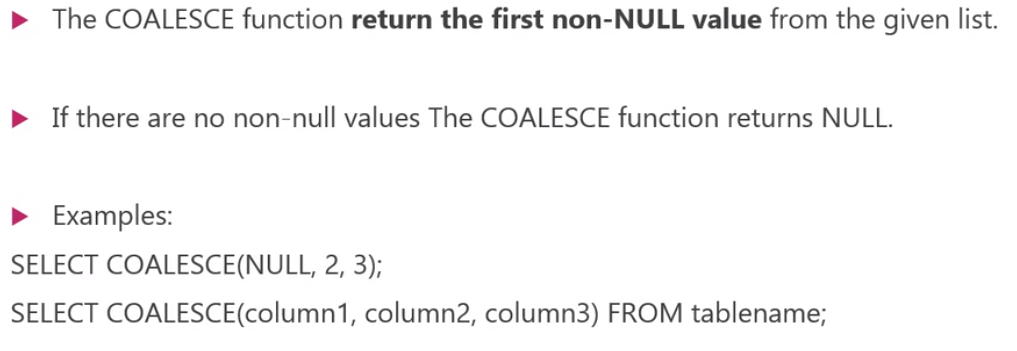 The COALESCE function return the first non-NULL value from the given list.
If there are no non-null values The COALESCE function returns NULL.
Examples:
SELECT COALESCE(NULL, 2, 3);
SELECT COALESCE(column1, column2, column3) FROM tablename;